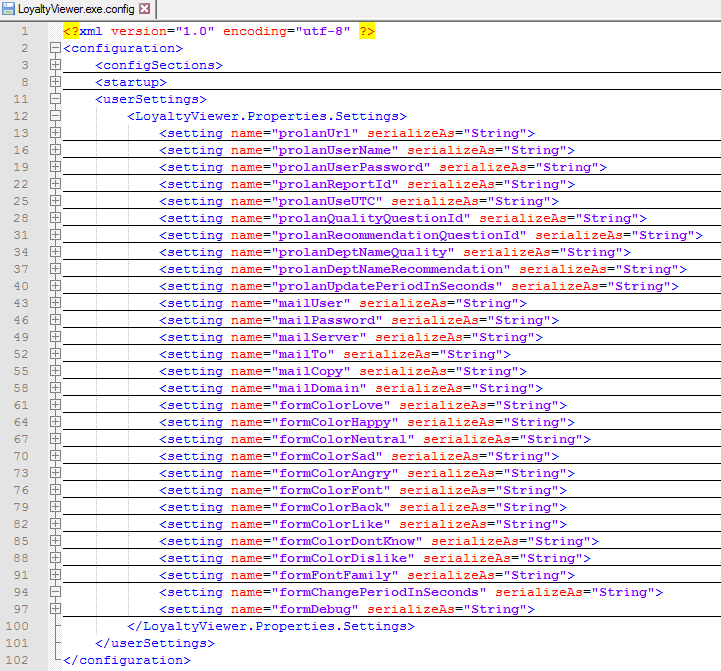 LoyaltyViewer.exe.config
1 <?xml version="1.0" encoding="utf-8" ?>
2 <configuration>
3 <configSections>
8 <startup>
11 <userSettings>
12 <LoyaltyViewer.Properties.Settings>
13 <setting name="prolanUrl" serializeAs="String">
16 <setting name="prolanUserName" serializeAs="String">
19 <setting name="prolanUserPassword" serializeAs="String">
22 <setting name="prolanReportId" serializeAs="String">
25 <setting name="prolanUseUTC" serializeAs="String">
28 <setting name="prolanQualityQuestionId" serializeAs="String">
31 <setting name="prolanRecommendationQuestionId" serializeAs="String">
34 <setting name="prolanDeptNameQuality" serializeAs="String">
37 <setting name="prolanDeptNameRecommendation" serializeAs="String">
40 <setting name="prolanUpdatePeriodInSeconds" serializeAs="String">
43 <setting name="mailUser" serializeAs="String">
46 <setting name="mailPassword" serializeAs="String">
49 <setting name="mailServer" serializeAs="String">
52 <setting name="mailTo" serializeAs="String">
55 <setting name="mailCopy" serializeAs="String">
58 <setting name="mailDomain" serializeAs="String">
61 <setting name="formColorLove" serializeAs="String">
64 <setting name="formColorHappy" serializeAs="String">
67 <setting name="formColorNeutral" serializeAs="String">
70 <setting name="formColorSad" serializeAs="String">
73 <setting name="formColorAngry" serializeAs="String">
76 <setting name="formColorFont" serializeAs="String">
79 <setting name="formColorBack" serializeAs="String">
82 <setting name="formColorLike" serializeAs="String">
85 <setting name="formColorDontKnow" serializeAs="String">
88 <setting name="formColorDislike" serializeAs="String">
91 <setting name="formFontFamily" serializeAs="String">
94 <setting name="formChangePeriodInSeconds" serializeAs="String">
97 <setting name="formDebug" serializeAs="String">
100 </LoyaltyViewer.Properties.Settings>
101 </userSettings>
102 </configuration>